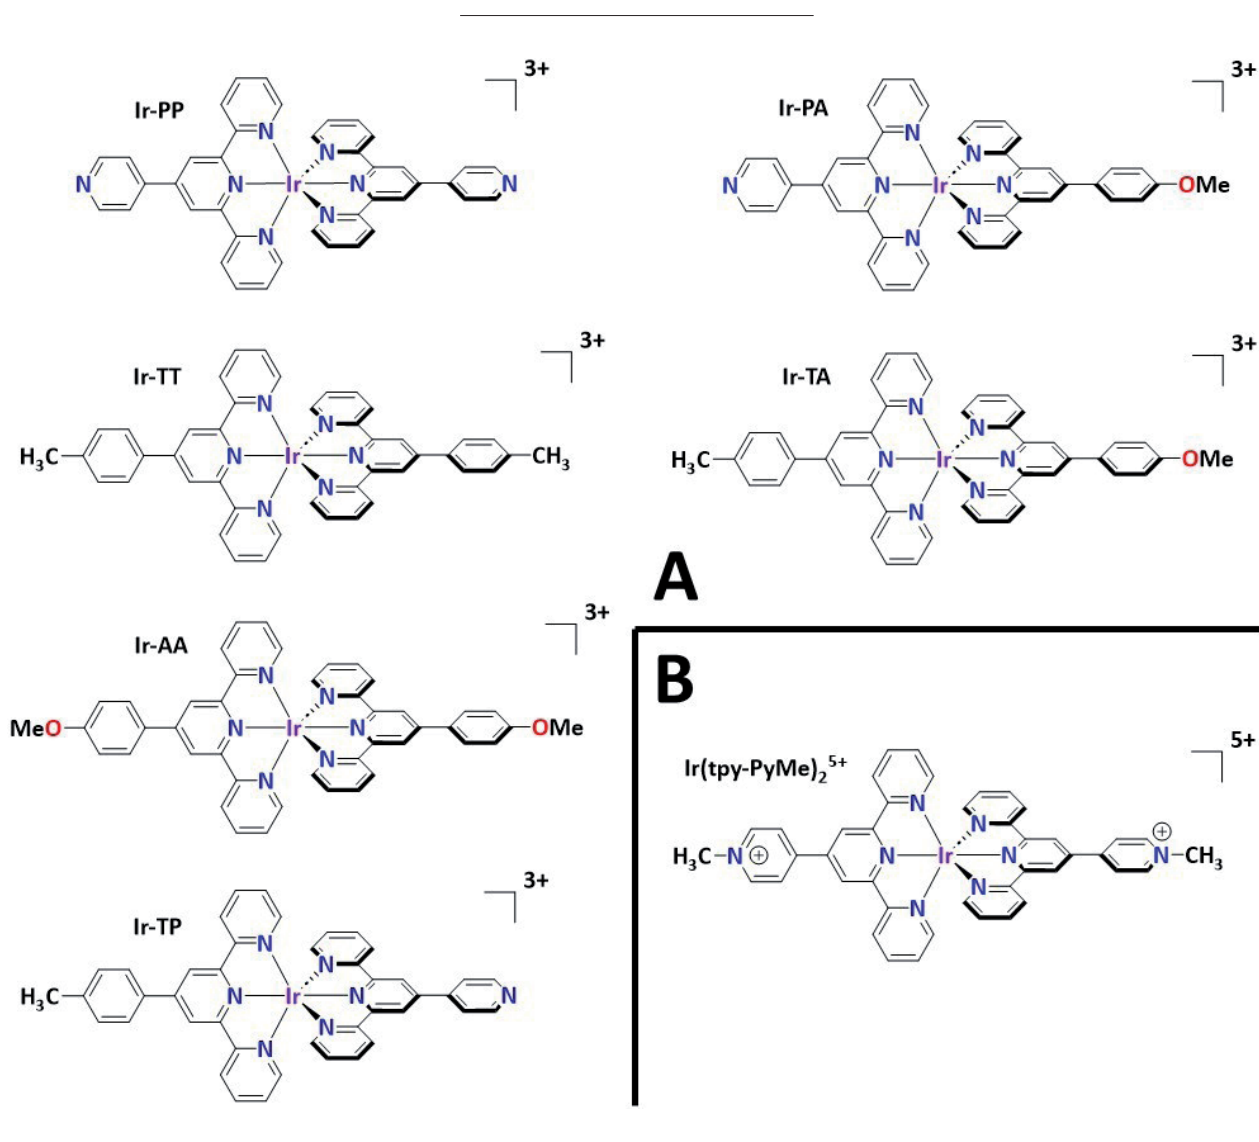 Ir-PP
3+
N N N N Ir N N N N
Ir-PA
3+
N N N N Ir N N N OMe
Ir-TT
3+
H₃C N N N Ir N N N CH₃
Ir-TA
3+
H₃C N N N Ir N N N OMe
A
Ir-AA
3+
MeO N N N Ir N N N OMe
B
Ir(tpy-PyMe)₂⁵⁺
5+
H₃C-N + N N N Ir N N N N + CH₃
Ir-TP
3+
H₃C N N N Ir N N N N